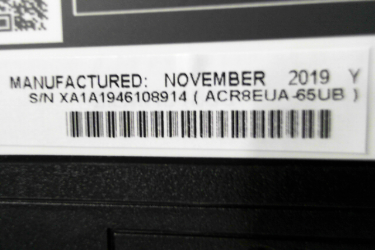 MANUFACTURED: NOVEMBER 2019 Y
S/N XA1A1946108914 ( ACR8EUA-65UB )